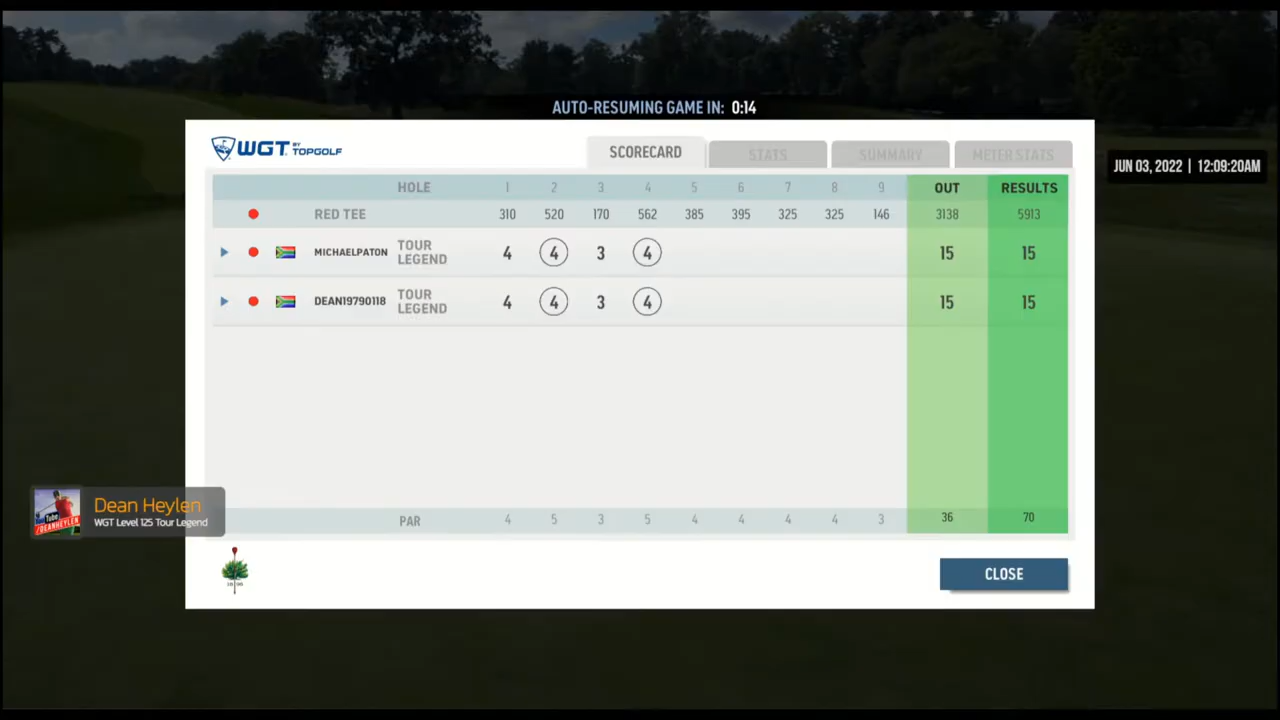 AUTO-RESUMING GAME IN: 0:14
WGT BY TOPGOLF
SCORECARD STATS SUMMARY METER STATS
JUN 03, 2022 | 12:09:20AM
HOLE 1 2 3 4 5 6 7 8 9 OUT RESULTS
RED TEE 310 520 170 562 385 395 325 325 146 3138 5913
MICHAELPATON TOUR LEGEND 4 4 3 4 15 15
DEAN19790118 TOUR LEGEND 4 4 3 4 15 15
Dean Heylen
WGT Level 125 Tour Legend
PAR 4 5 3 5 4 4 4 4 3 36 70
CLOSE